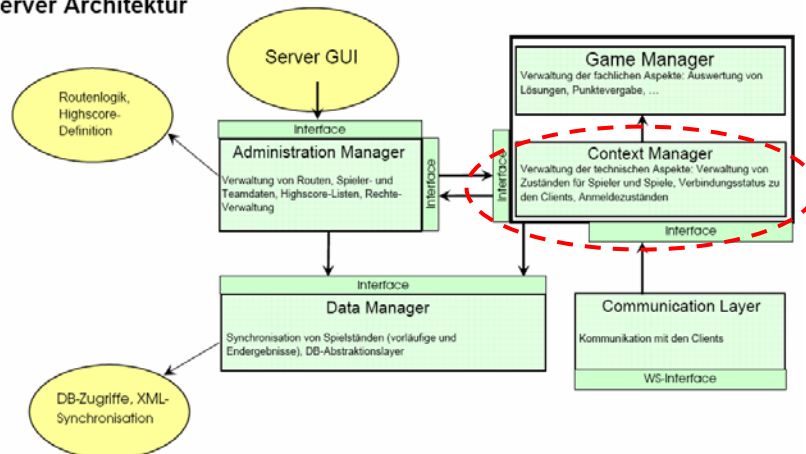 erver Architektur
Server GUI
Routenlogik,
Highscore-
Definition
Interface
Administration Manager
Verwaltung von Routen, Spieler- und
Teamdaten, Highscore-Listen, Rechte-
Verwaltung
Interface
Interface
Game Manager
Verwaltung der fachlichen Aspekte: Auswertung von
Lösungen, Punktevergabe, ...
Context Manager
Verwaltung der technischen Aspekte: Verwaltung von
Zuständen für Spieler und Spiele, Verbindungsstatus zu
den Clients, Anmeldezuständen
Interface
Interface
Data Manager
Synchronisation von Spielständen (vorläufige und
Endergebnisse), DB-Abstraktionslayer
Communication Layer
Kommunikation mit den Clients
WS-Interface
DB-Zugriffe, XML-
Synchronisation